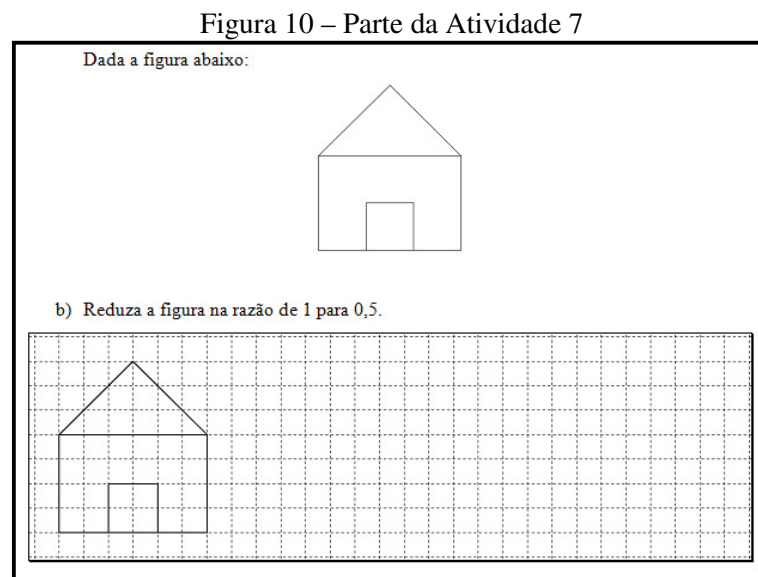 Figura 10 – Parte da Atividade 7
Dada a figura abaixo:
b) Reduza a figura na razão de 1 para 0,5.